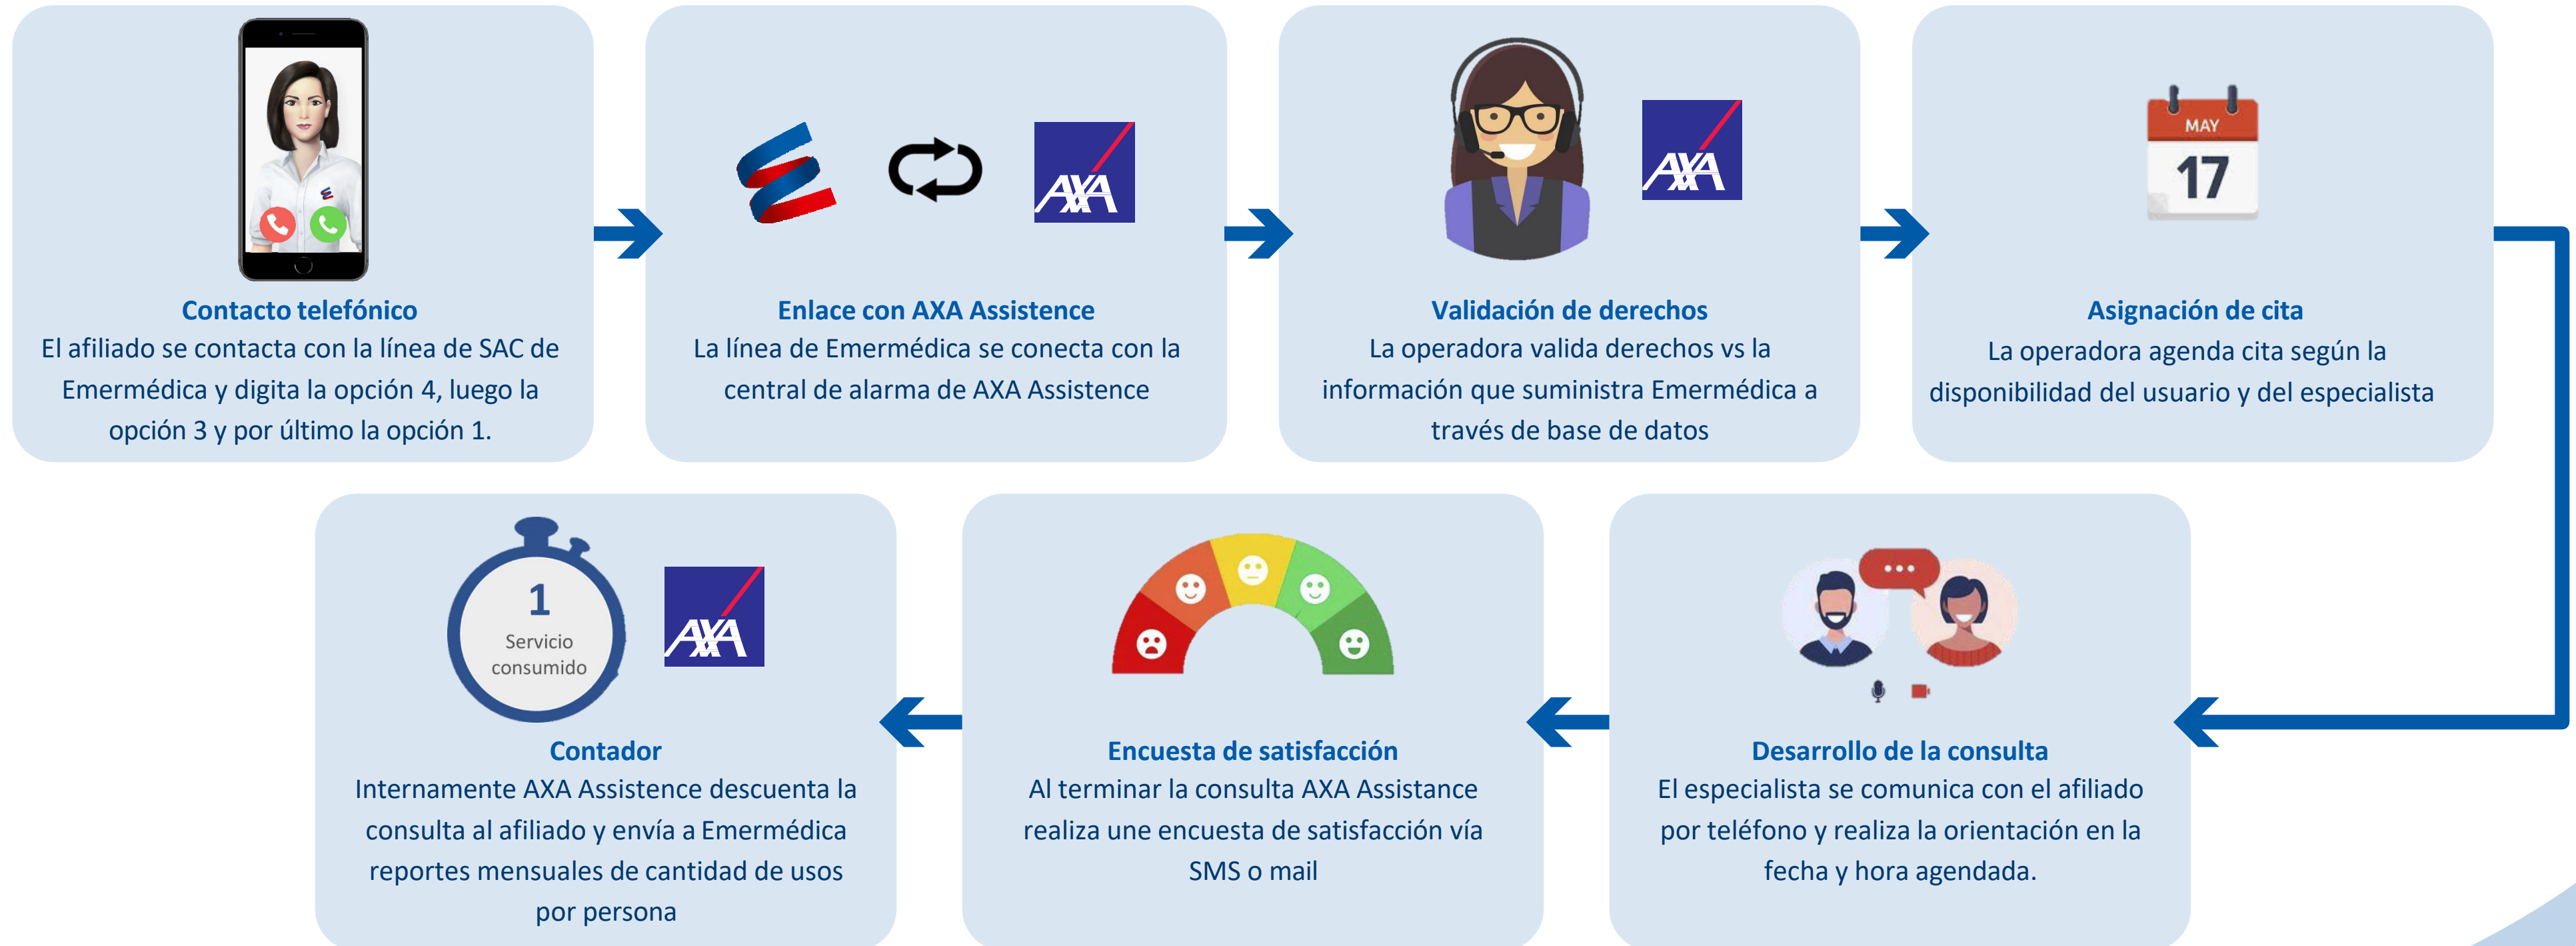 Contacto telefónico
El afiliado se contacta con la línea de SAC de
Emermédica y digita la opción 4, luego la
opción 3 y por último la opción 1.
AXA
Enlace con AXA Assistence
La línea de Emermédica se conecta con la
central de alarma de AXA Assistence
AXA
Validación de derechos
La operadora valida derechos vs la
información que suministra Emermédica a
través de base de datos
MAY
17
Asignación de cita
La operadora agenda cita según la
disponibilidad del usuario y del especialista
Desarrollo de la consulta
El especialista se comunica con el afiliado
por teléfono y realiza la orientación en la
fecha y hora agendada.
Encuesta de satisfacción
Al terminar la consulta AXA Assistance
realiza une encuesta de satisfacción vía
SMS o mail
1
Servicio
consumido
AXA
Contador
Internamente AXA Assistence descuenta la
consulta al afiliado y envía a Emermédica
reportes mensuales de cantidad de usos
por persona